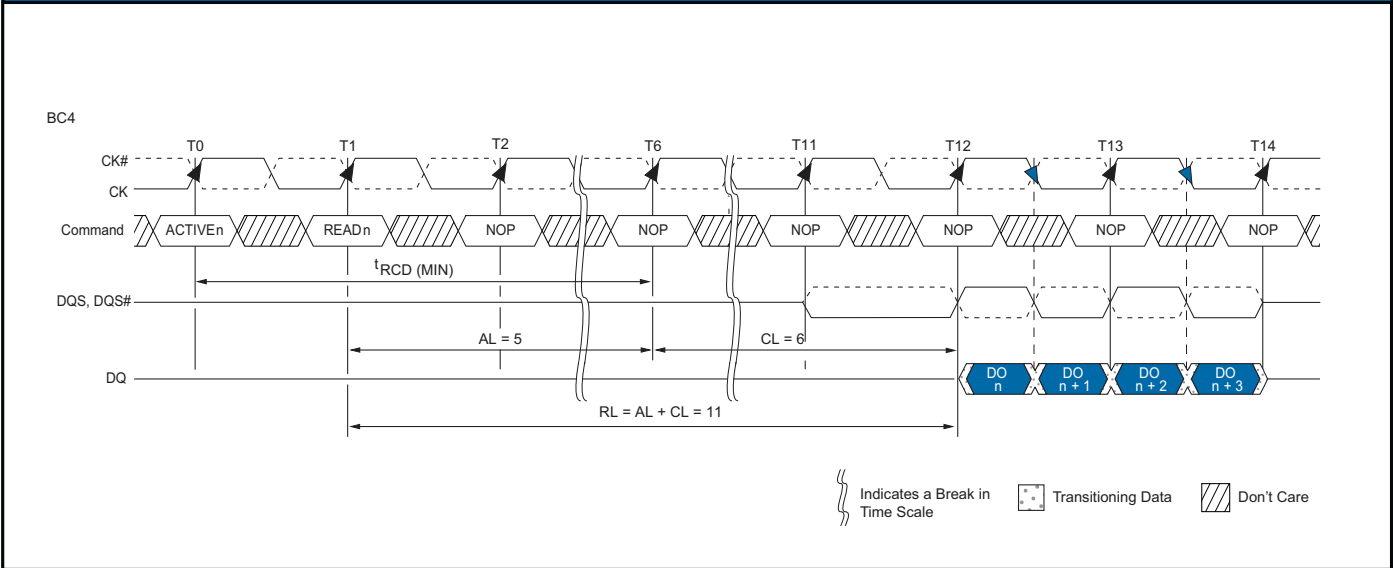 BC4
T0 T1 T2 T6 T11 T12 T13 T14
CK#
CK
Command ACTIVE n READ n NOP NOP NOP NOP NOP NOP
tRCD (MIN)
DQS, DQS#
AL = 5 CL = 6
DQ DO n DO n + 1 DO n + 2 DO n + 3
RL = AL + CL = 11
Indicates a Break in
Time Scale
Transitioning Data
Don't Care